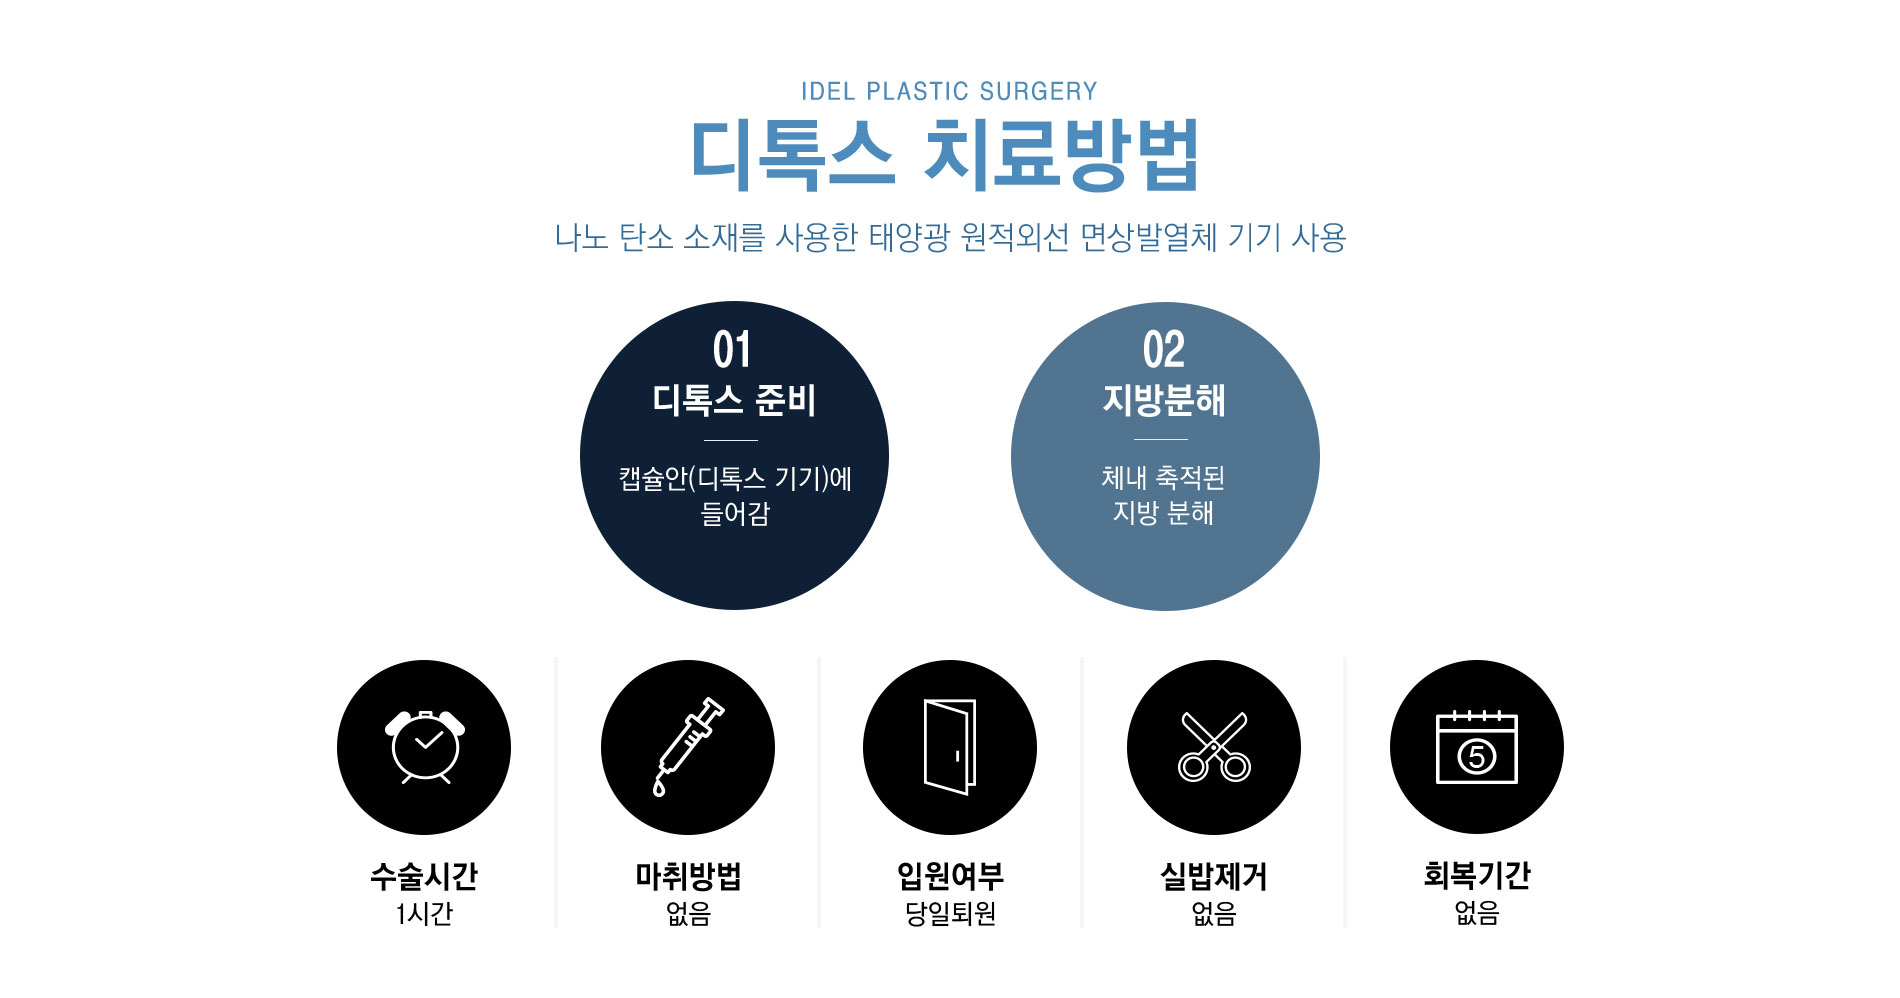 IDEL PLASTIC SURGERY
디톡스 치료방법
나노 탄소 소재를 사용한 태양광 원적외선 면상발열체 기기 사용
01
디톡스 준비
캡슐안(디톡스 기기)에
들어감
02
지방분해
체내 축적된
지방 분해
5
수술시간
1시간
마취방법
없음
입원여부
당일퇴원
실밥제거
없음
회복기간
없음